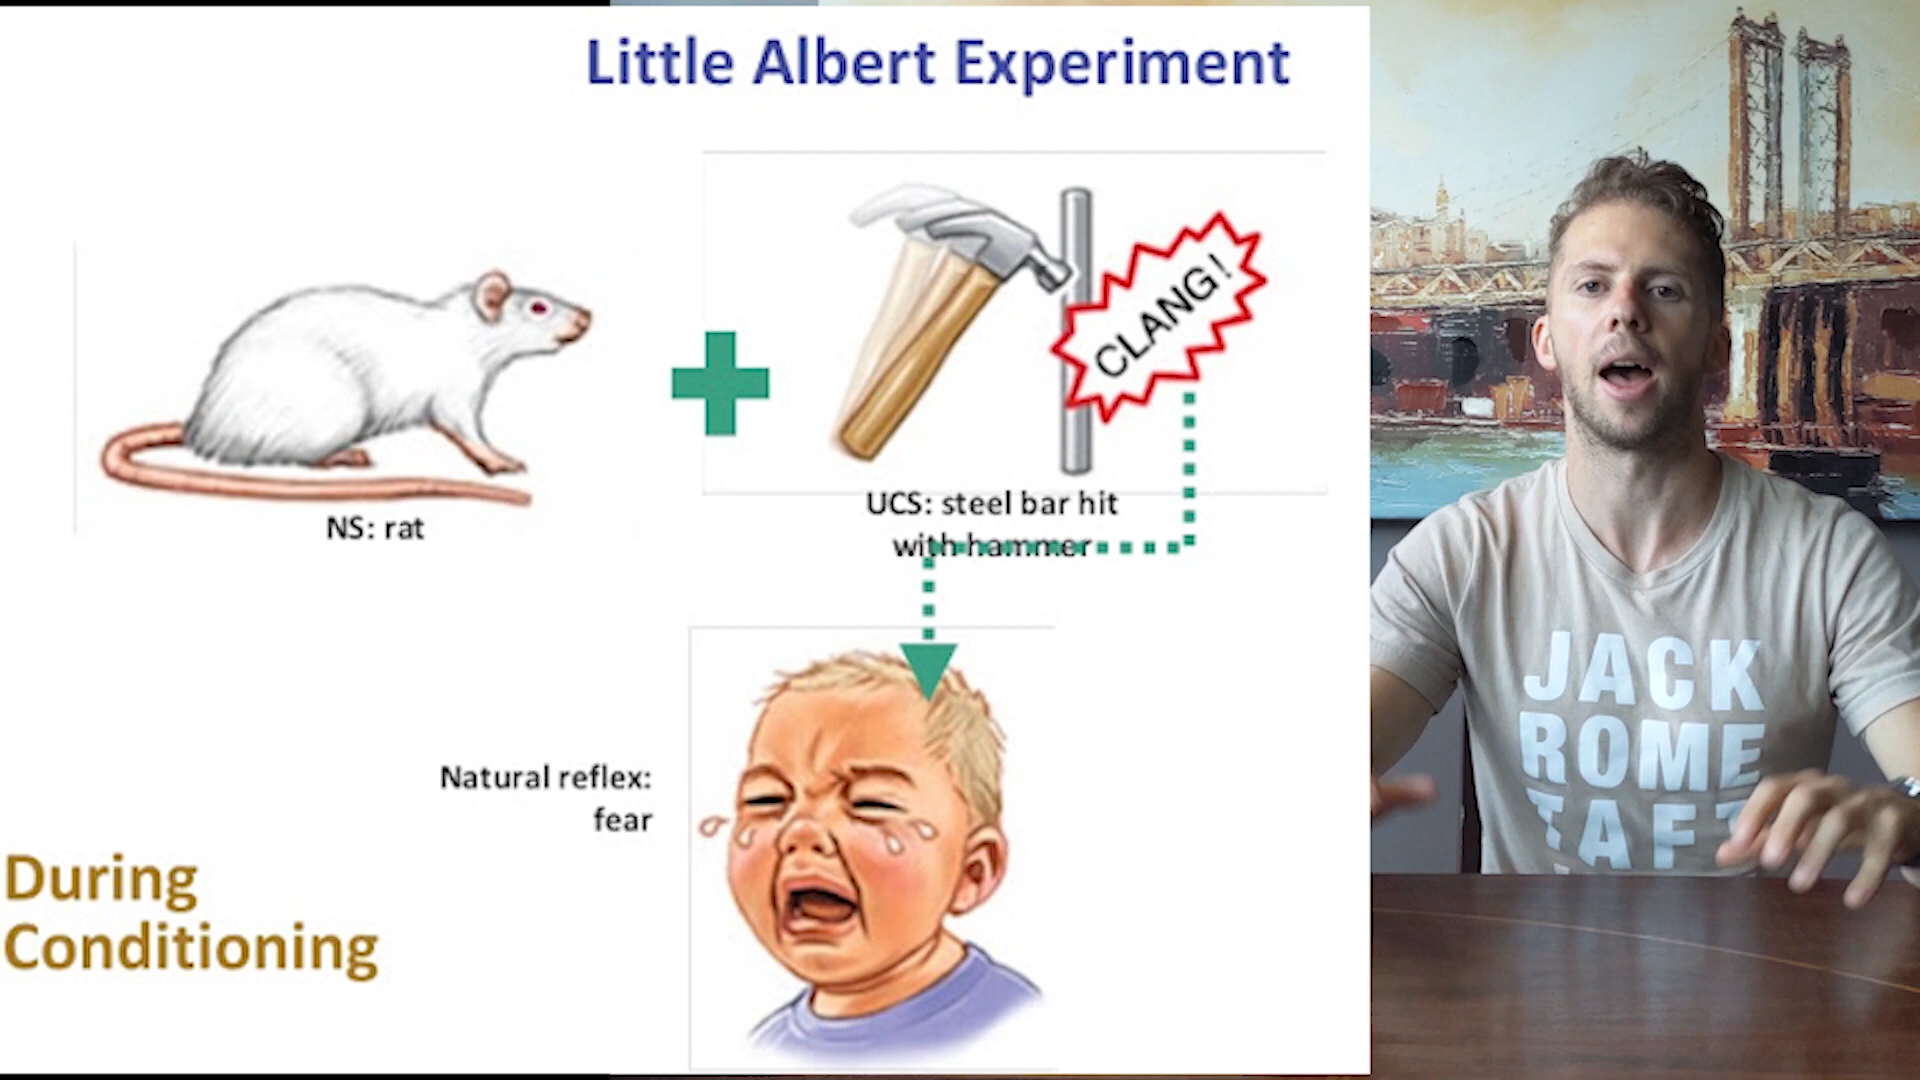 Little Albert Experiment
CLANG!
NS: rat
UCS: steel bar hit
with hammer
Natural reflex:
fear
During
Conditioning
JACK
ROME
TAFT